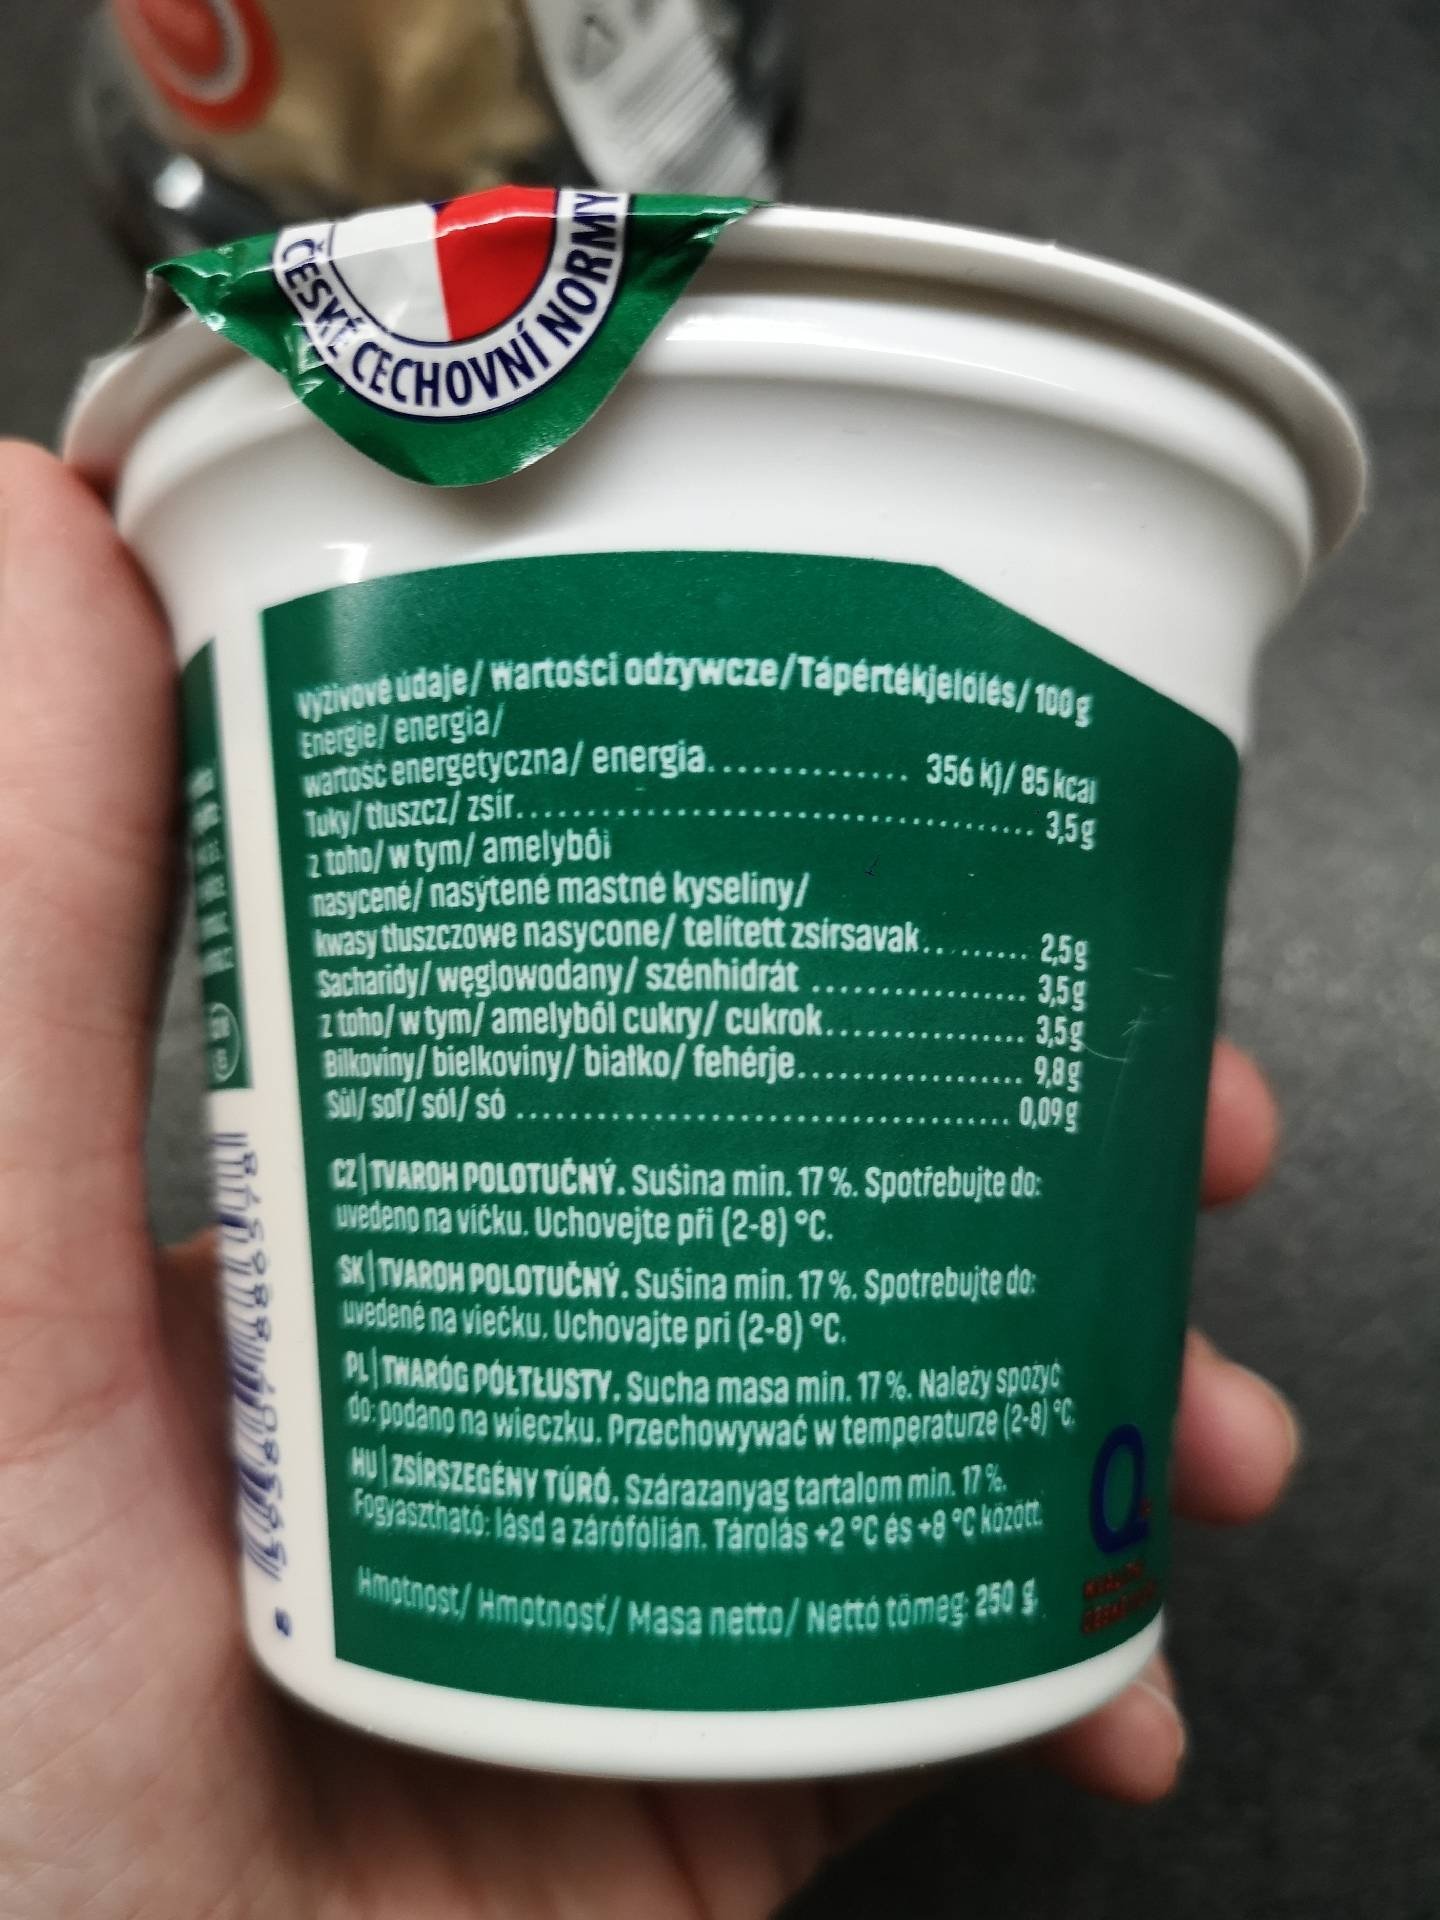 ČESKÉ CECHOVNÍ NORMY
Výživové údaje/ Wartości odżywcze/Tápértékjelölés/ 100 g
Energie/ energia/
wartość energetyczna/ energia.............. 356 kJ/ 85 kcal
Tuky/ tłuszcz/ zsír.................................... 3,5 g
z toho/ w tym/ amelyből
nasycené/ nasýtené mastné kyseliny/
kwasy tłuszczowe nasycone/ telített zsírsavak......... 2,5 g
Sacharidy/ węglowodany/ szénhidrát ............... 3,5 g
z toho/ w tym/ amelyből cukry/ cukrok............... 3,5 g
Bílkoviny/ bielkoviny/ białko/ fehérje................ 9,8 g
Sůl/ soľ/ sól/ só ................................... 0,09 g
CZ | TVAROH POLOTUČNÝ. Sušina min. 17 %. Spotřebujte do:
uvedeno na víčku. Uchovejte při (2-8) °C.
SK | TVAROH POLOTUČNÝ. Sušina min. 17 %. Spotrebujte do:
uvedené na viečku. Uchovajte pri (2-8) °C.
PL | TWARÓG PÓŁTŁUSTY. Sucha masa min. 17 %. Należy spożyć
do: podano na wieczku. Przechowywać w temperaturze (2-8) °C.
HU | ZSÍRSZEGÉNY TÚRÓ. Szárazanyag tartalom min. 17 %.
Fogyasztható: lásd a zárófólián. Tárolás +2 °C és +8 °C között.
Hmotnost/ Hmotnosť/ Masa netto/ Nettó tömeg: 250 g
8 593807 886578
Q